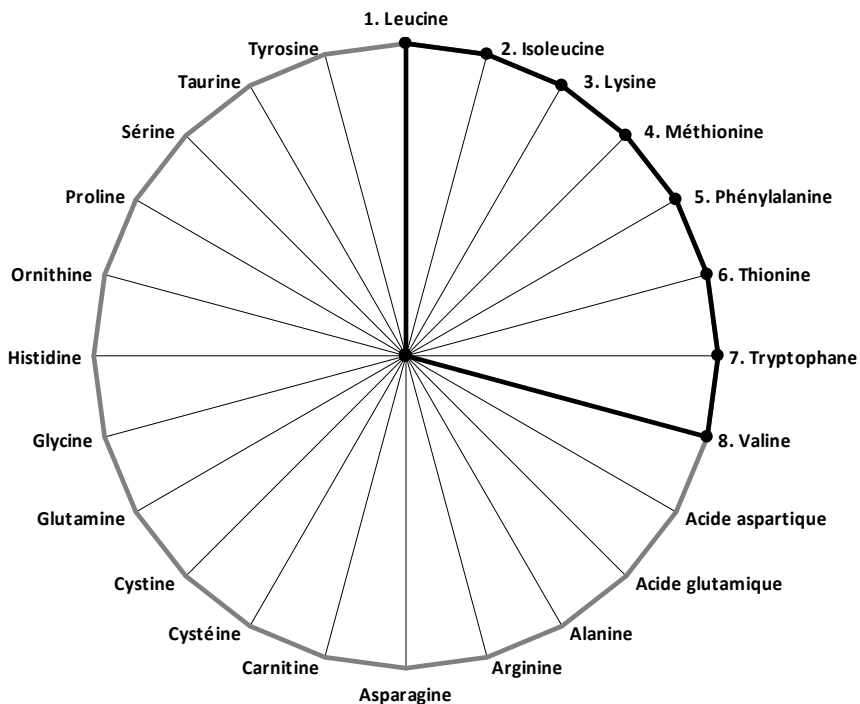 1. Leucine
2. Isoleucine
3. Lysine
4. Méthionine
5. Phénylalanine
6. Thionine
7. Tryptophane
8. Valine
Acide aspartique
Acide glutamique
Alanine
Arginine
Asparagine
Carnitine
Cystéine
Cystine
Glutamine
Glycine
Histidine
Ornithine
Proline
Sérine
Taurine
Tyrosine